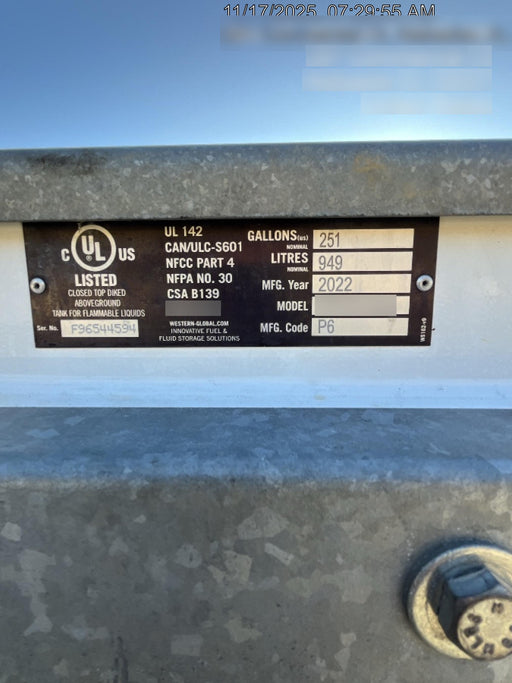 11/17/2025 07:29:55 AM
UL 142
CAN/ULC-S601
NFCC PART 4
NFPA NO. 30
CSA B139
C UL US
LISTED
CLOSED TOP DIKED
ABOVEGROUND
TANK FOR FLAMMABLE LIQUIDS
Ser. No. F96544594
WESTERN-GLOBAL.COM
INNOVATIVE FUEL &
FLUID STORAGE SOLUTIONS
GALLONS(US) NOMINAL 251
LITRES NOMINAL 949
MFG. Year 2022
MODEL
MFG. Code P6 7